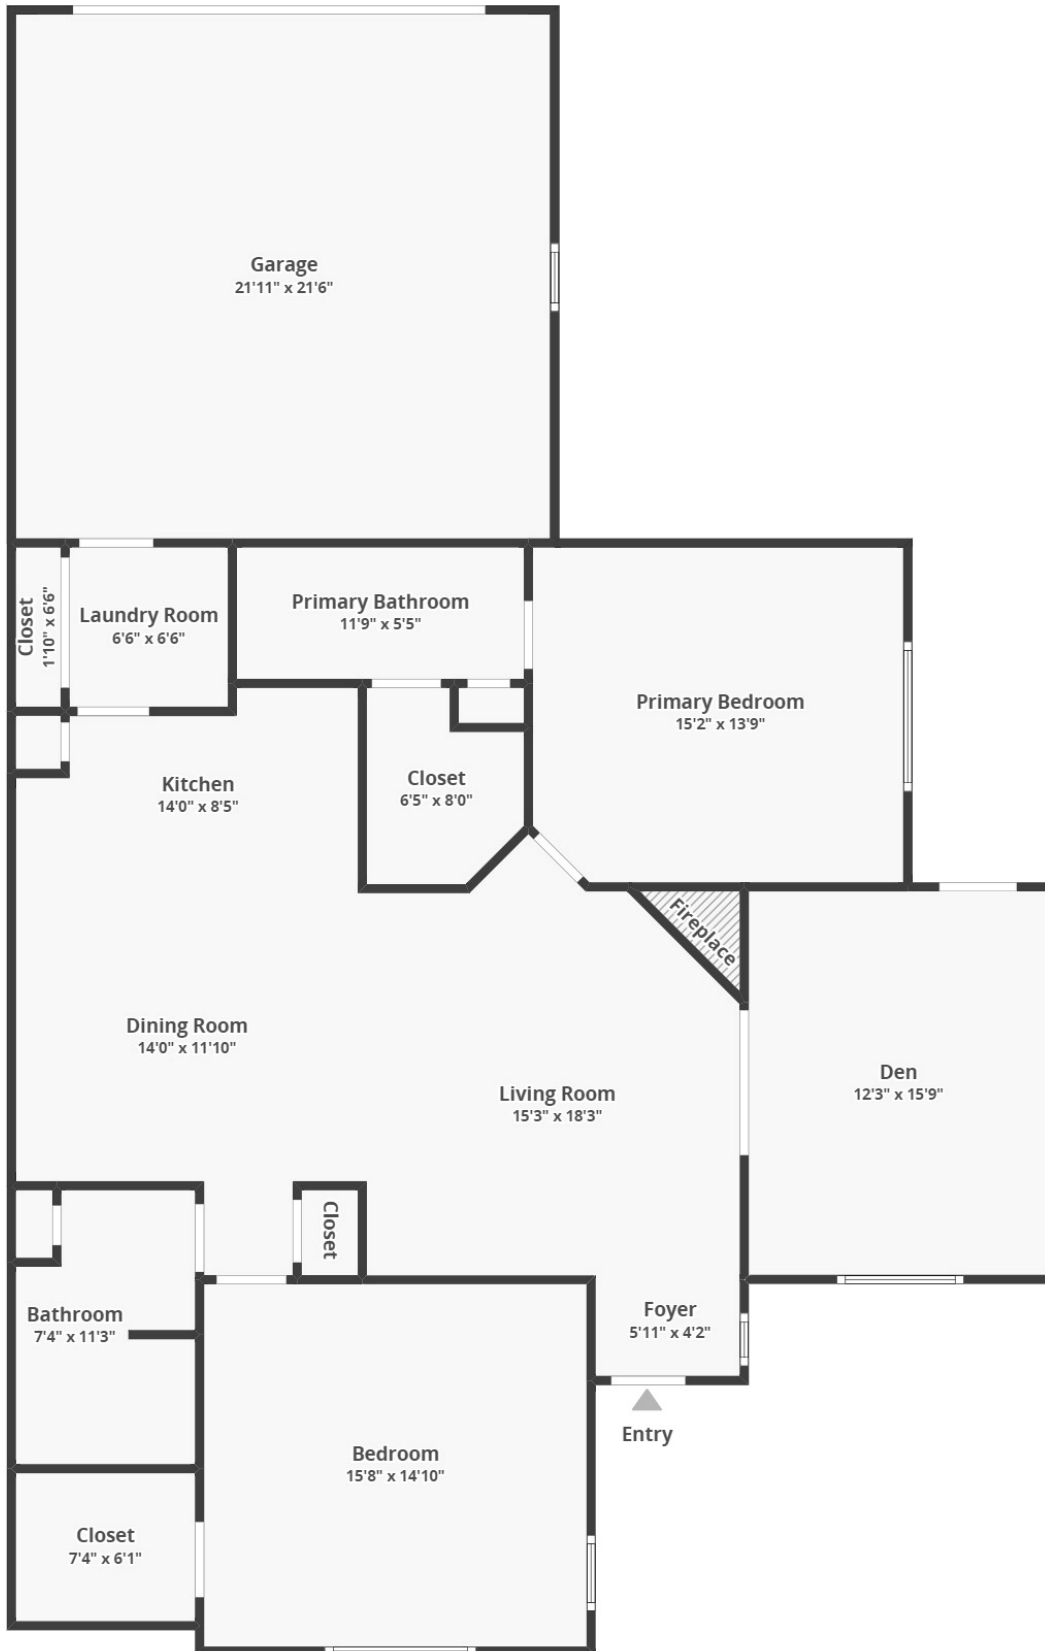 Garage
21'11" x 21'6"
Closet
1'10" x 6'6"
Laundry Room
6'6" x 6'6"
Primary Bathroom
11'9" x 5'5"
Primary Bedroom
15'2" x 13'9"
Kitchen
14'0" x 8'5"
Closet
6'5" x 8'0"
Fireplace
Dining Room
14'0" x 11'10"
Living Room
15'3" x 18'3"
Den
12'3" x 15'9"
Closet
Bathroom
7'4" x 11'3"
Foyer
5'11" x 4'2"
Entry
Bedroom
15'8" x 14'10"
Closet
7'4" x 6'1"